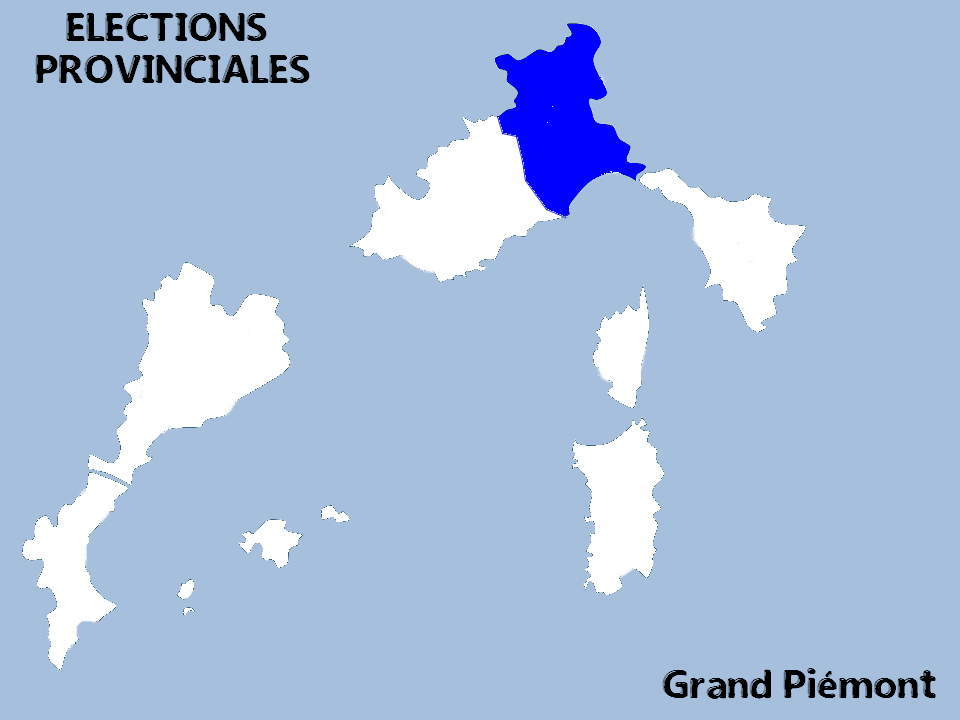 ELECTIONS
PROVINCIALES
Grand Piémont